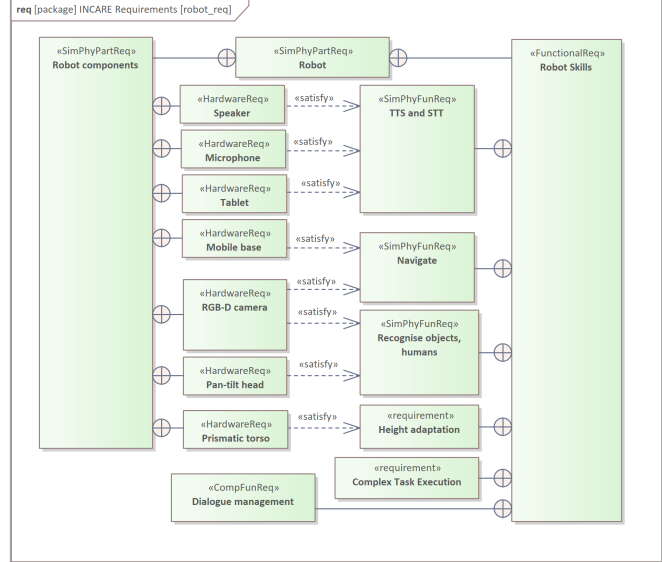 req [package] INCARE Requirements [robot_req]
«SimPhyPartReq»
Robot components
«SimPhyPartReq»
Robot
«FunctionalReq»
Robot Skills
«HardwareReq»
Speaker
«satisfy»
«SimPhyFunReq»
TTS and STT
«HardwareReq»
Microphone
«satisfy»
«HardwareReq»
Tablet
«satisfy»
«HardwareReq»
Mobile base
«satisfy»
«SimPhyFunReq»
Navigate
«HardwareReq»
RGB-D camera
«satisfy»
«satisfy»
«SimPhyFunReq»
Recognise objects,
humans
«HardwareReq»
Pan-tilt head
«satisfy»
«HardwareReq»
Prismatic torso
«satisfy»
«requirement»
Height adaptation
«requirement»
Complex Task Execution
«CompFunReq»
Dialogue management